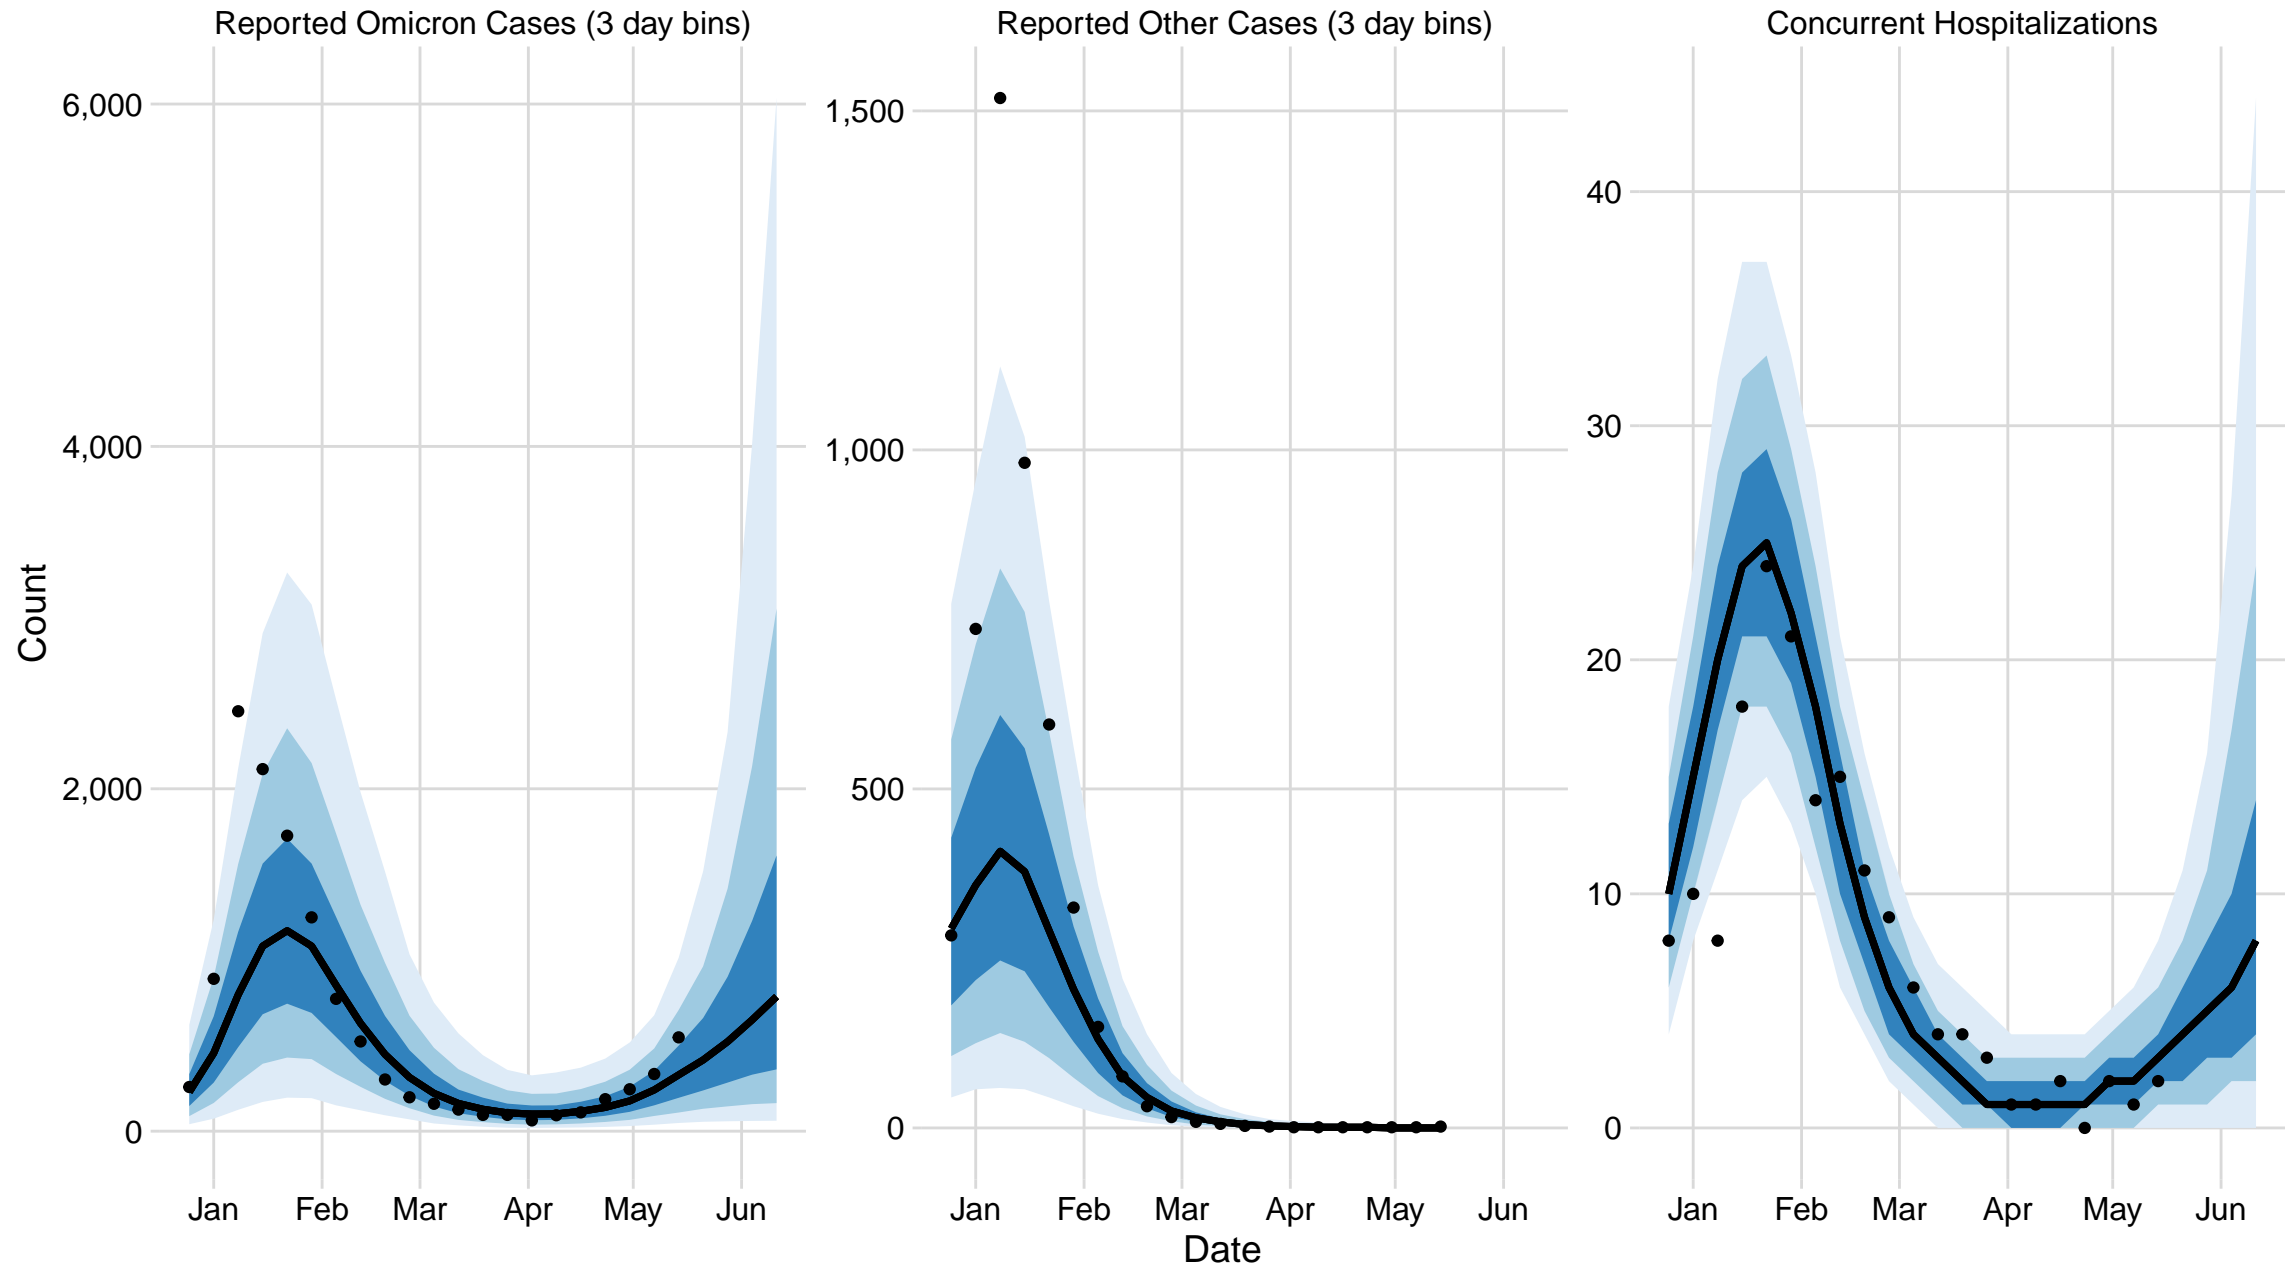 Reported Omicron Cases (3 day bins)
Reported Other Cases (3 day bins)
Concurrent Hospitalizations
Count
6,000
4,000
2,000
0
1,500
1,000
500
0
40
30
20
10
0
Jan Feb Mar Apr May Jun
Jan Feb Mar Apr May Jun
Jan Feb Mar Apr May Jun
Date